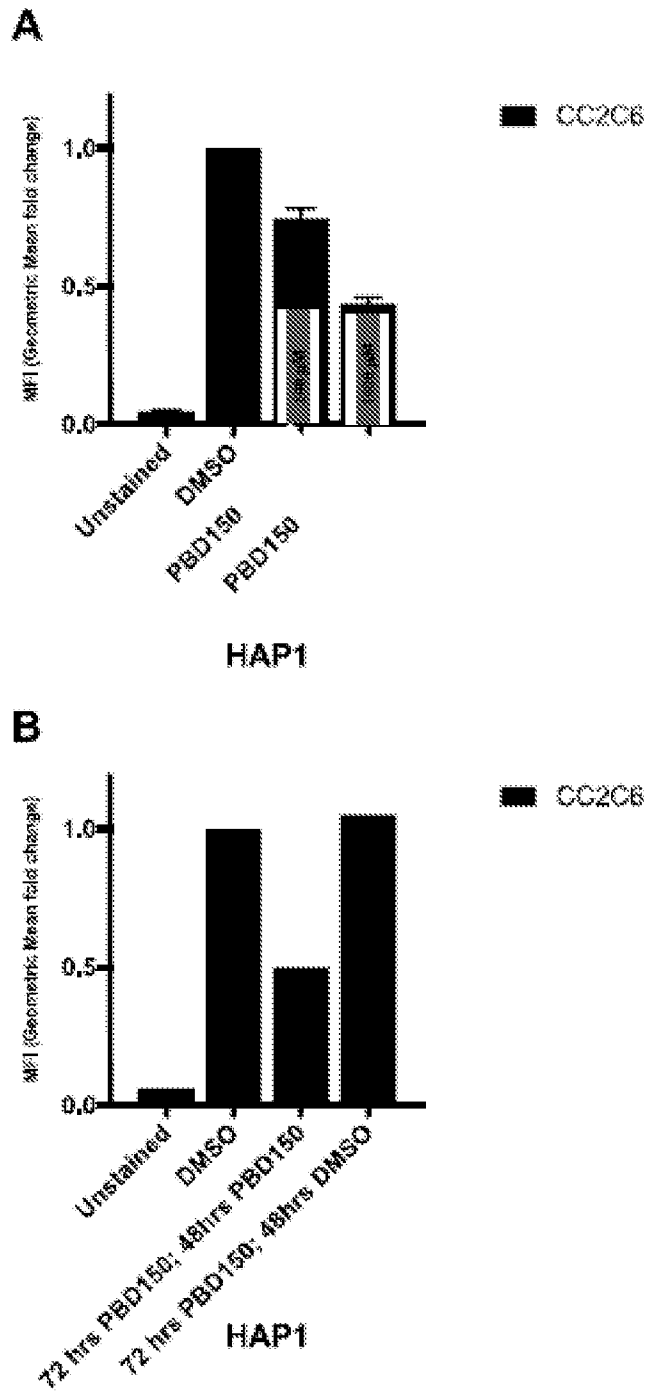 A
CC2C6
MFI (Geometric Mean fold change)
1.0
0.5
0.0
Unstained
DMSO
PBD150
PBD150
HAP1
B
CC2C6
MFI (Geometric Mean fold change)
1.0
0.5
0.0
Unstained
DMSO
72 hrs PBD150; 48hrs PBD150
72 hrs PBD150; 48hrs DMSO
HAP1